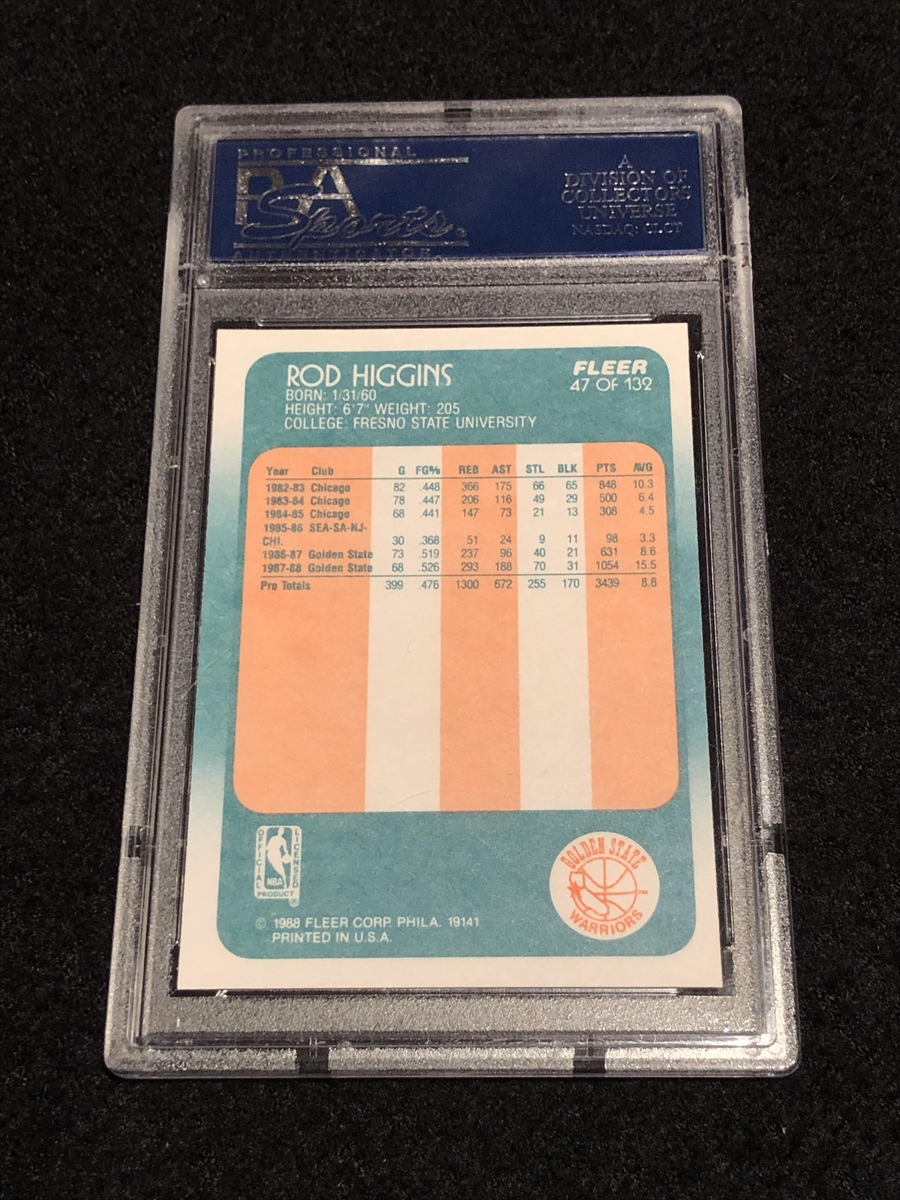 PROFESSIONAL
PSA
Sports
AUTHENTICATOR
A
DIVISION OF
COLLECTORS
UNIVERSE
NASDAQ: CLCT
ROD HIGGINS
BORN: 1/31/60
HEIGHT: 6'7" WEIGHT: 205
COLLEGE: FRESNO STATE UNIVERSITY
FLEER
47 OF 132
Year Club G FG% REB AST STL BLK PTS AVG
1982-83 Chicago 82 .448 366 175 66 65 848 10.3
1983-84 Chicago 78 .447 206 116 49 29 500 6.4
1984-85 Chicago 68 .441 147 73 21 13 308 4.5
1985-86 SEA-SA-NJ-
CHI. 30 .368 51 24 9 11 98 3.3
1986-87 Golden State 73 .519 237 96 40 21 631 8.6
1987-88 Golden State 68 .526 293 188 70 31 1054 15.5
Pro Totals 399 .476 1300 672 255 170 3439 8.6
OFFICIAL
NBA
LICENSED
PRODUCT
®
GOLDEN STATE
WARRIORS
™
© 1988 FLEER CORP. PHILA. 19141
PRINTED IN U.S.A.